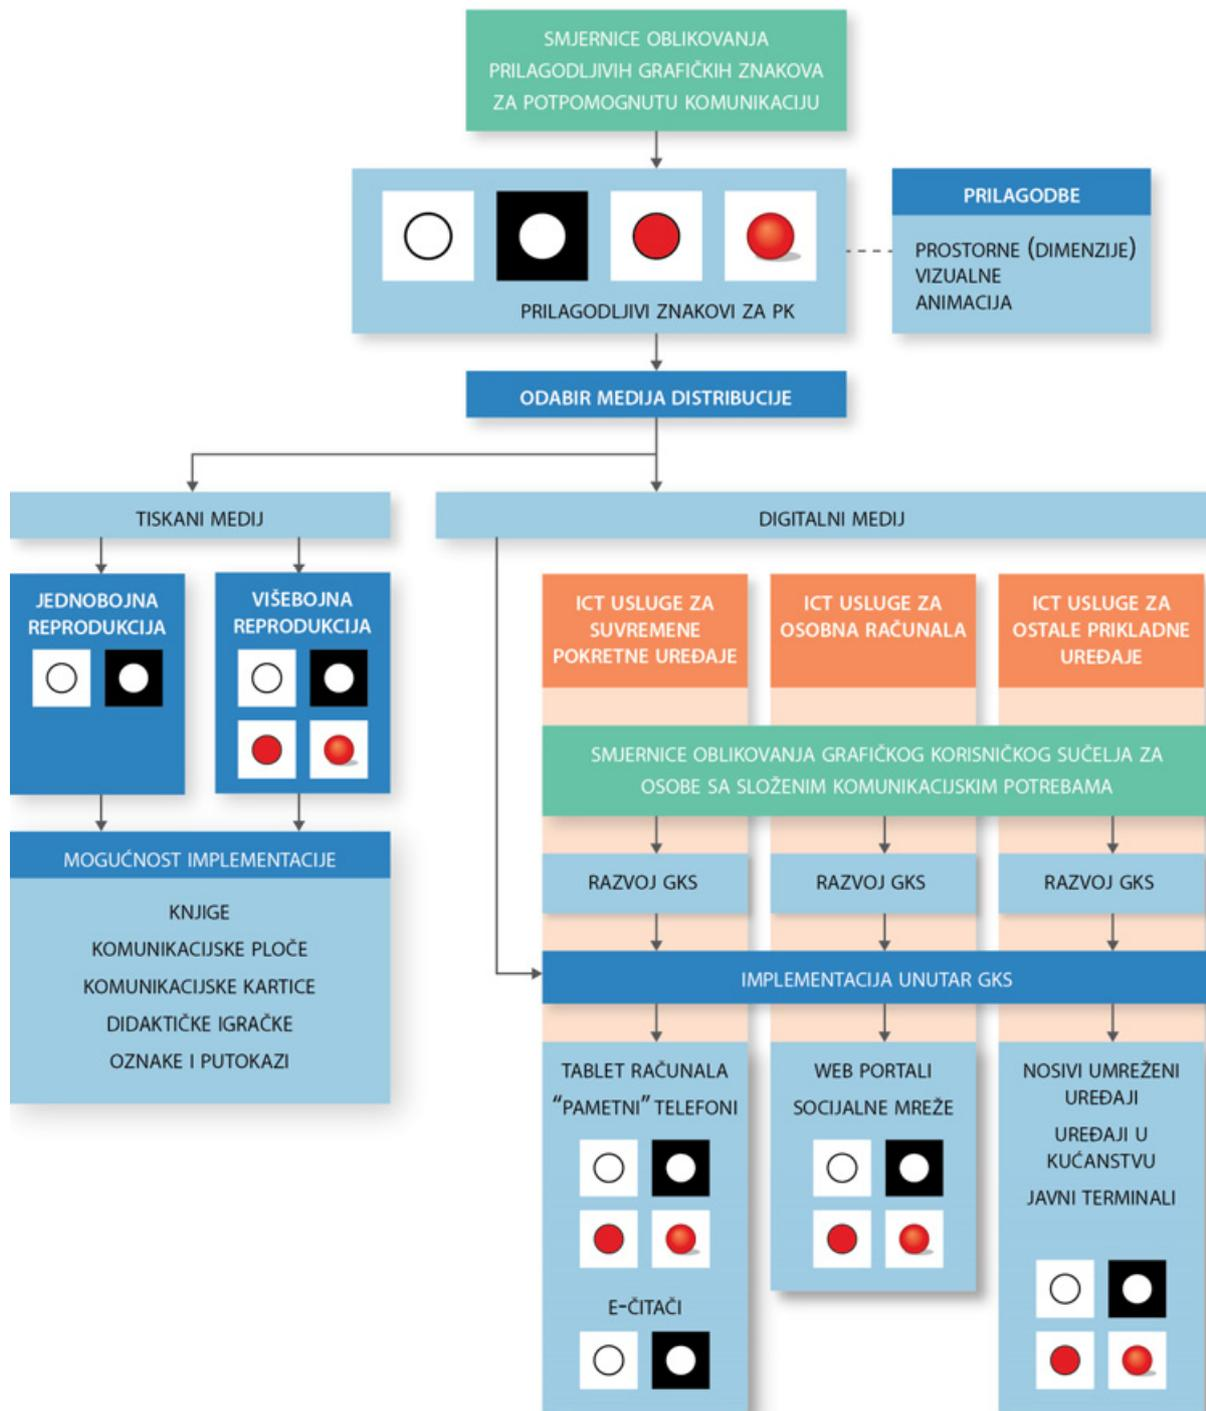 SMJERNICE OBLIKOVANJA
PRILAGODLJIVIH GRAFIČKIH ZNAKOVA
ZA POTPOMOGNUTU KOMUNIKACIJU
PRILAGODLJIVI ZNAKOVI ZA PK
PRILAGODBE
PROSTORNE (DIMENZIJE)
VIZUALNE
ANIMACIJA
ODABIR MEDIJA DISTRIBUCIJE
TISKANI MEDIJ
JEDNOBOJNA
REPRODUKCIJA
VIŠEBOJNA
REPRODUKCIJA
MOGUĆNOST IMPLEMENTACIJE
KNJIGE
KOMUNIKACIJSKE PLOČE
KOMUNIKACIJSKE KARTICE
DIDAKTIČKE IGRAČKE
OZNAKE I PUTOKAZI
DIGITALNI MEDIJ
ICT USLUGE ZA
SUVREMENE
POKRETNE UREĐAJE
ICT USLUGE ZA
OSOBNA RAČUNALA
ICT USLUGE ZA
OSTALE PRIKLADNE
UREĐAJE
SMJERNICE OBLIKOVANJA GRAFIČKOG KORISNIČKOG SUČELJA ZA
OSOBE SA SLOŽENIM KOMUNIKACIJSKIM POTREBAMA
RAZVOJ GKS
RAZVOJ GKS
RAZVOJ GKS
IMPLEMENTACIJA UNUTAR GKS
TABLET RAČUNALA
“PAMETNI” TELEFONI
E-ČITAČI
WEB PORTALI
SOCIJALNE MREŽE
NOSIVI UMREŽENI
UREĐAJI
UREĐAJI U
KUĆANSTVU
JAVNI TERMINALI